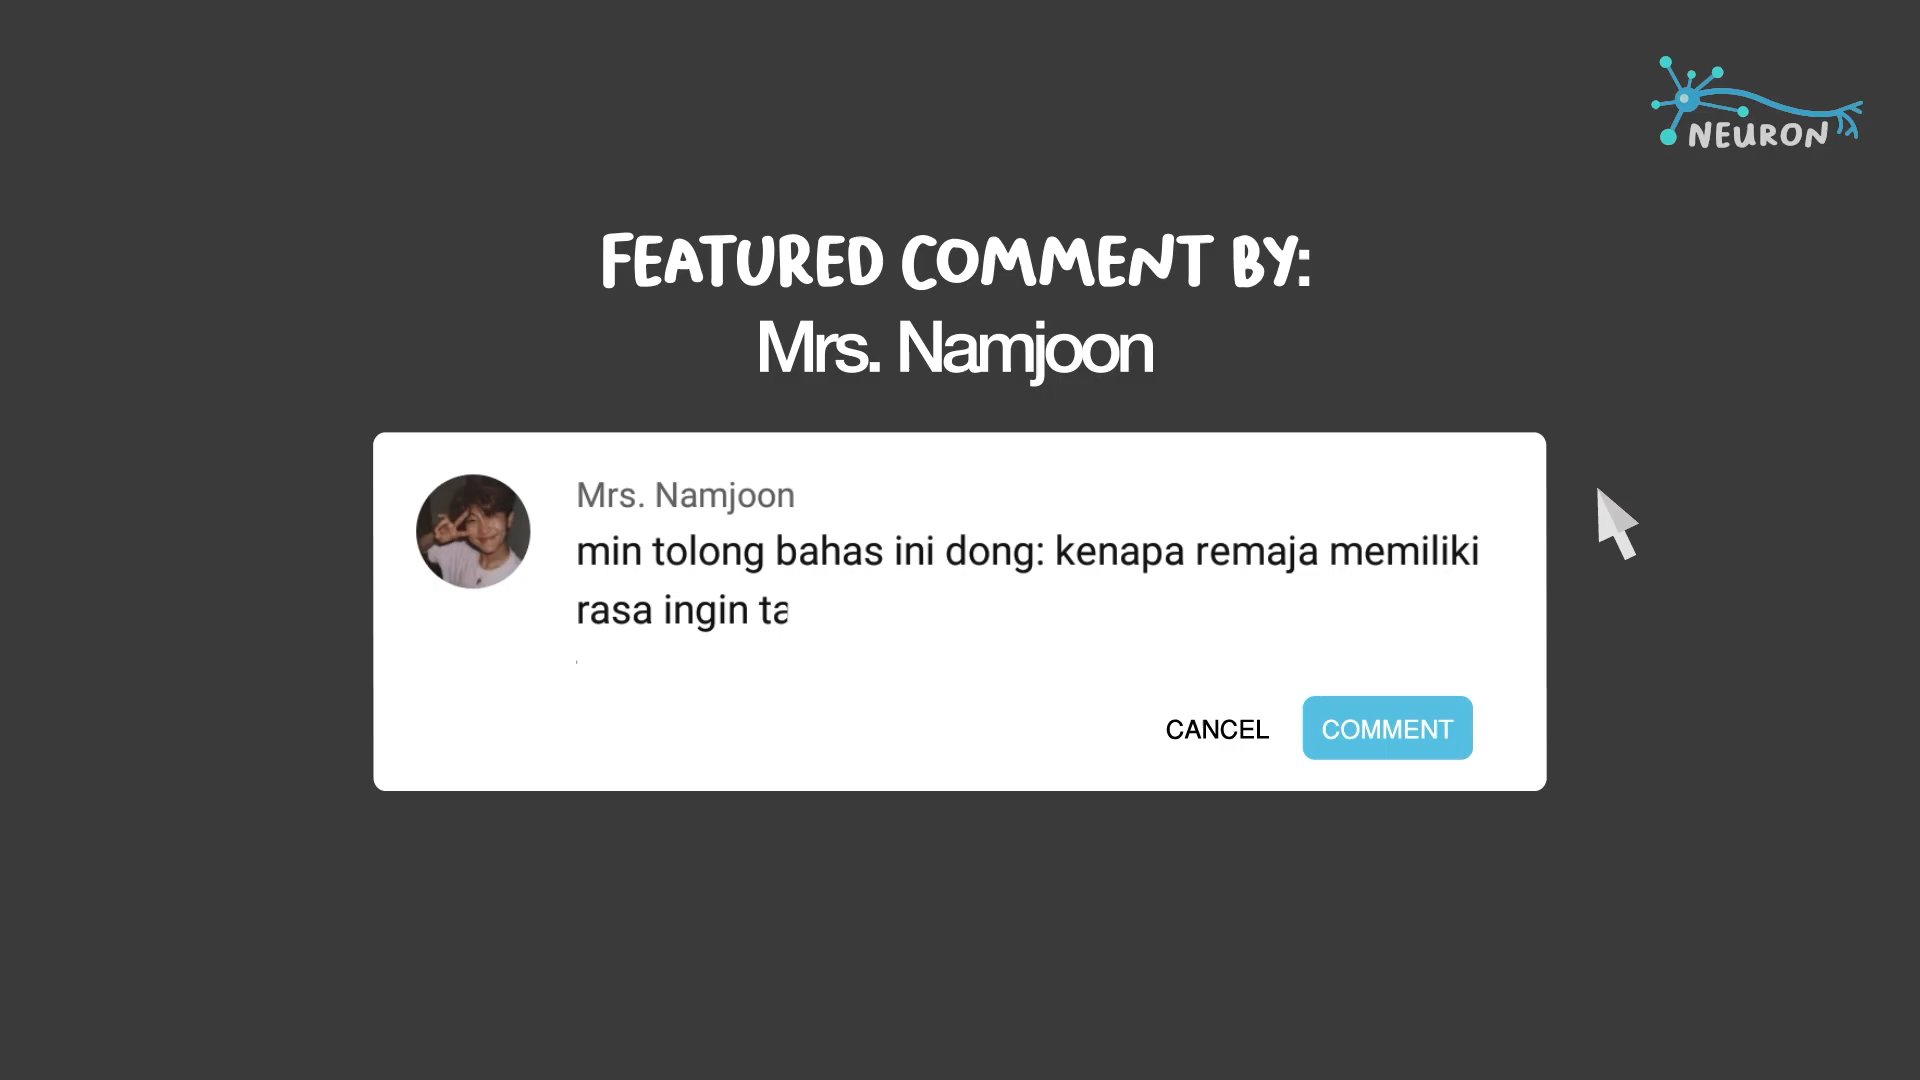 NEURON
FEATURED COMMENT BY:
Mrs. Namjoon
Mrs. Namjoon
min tolong bahas ini dong: kenapa remaja memiliki
rasa ingin ta
CANCEL
COMMENT